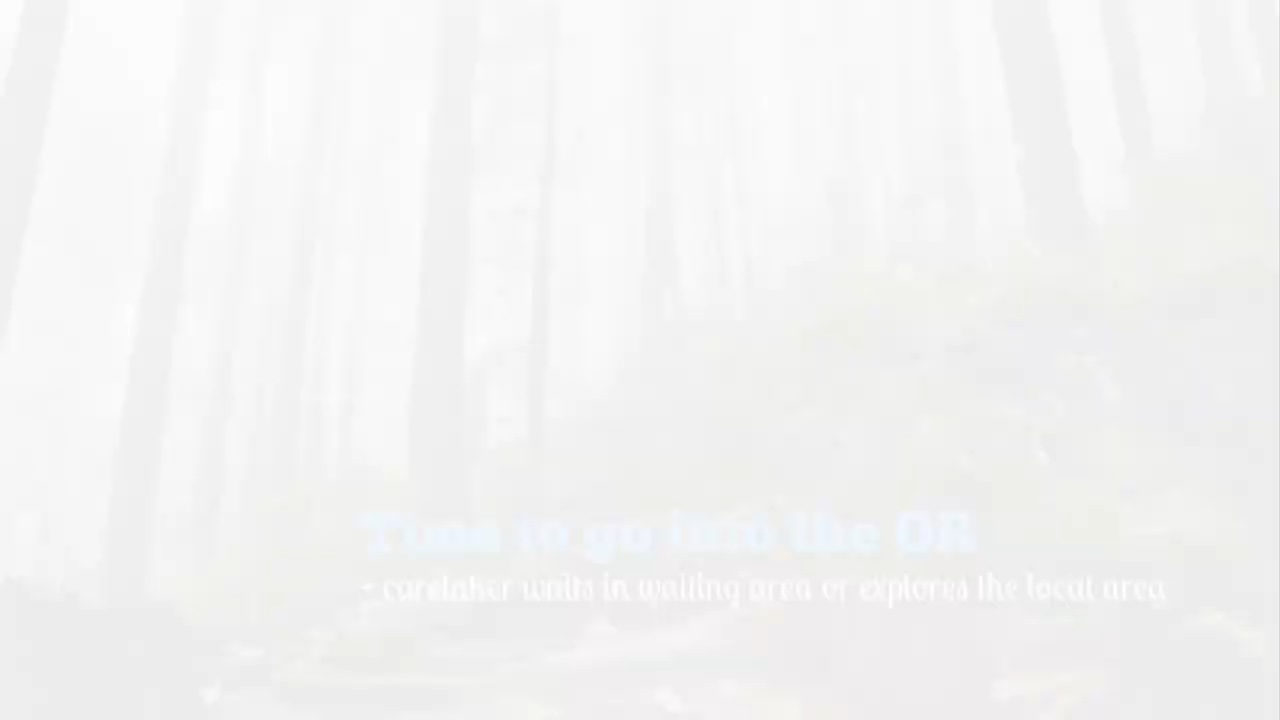 Time to go into the OR
- caretaker waits in waiting area or explores the local area